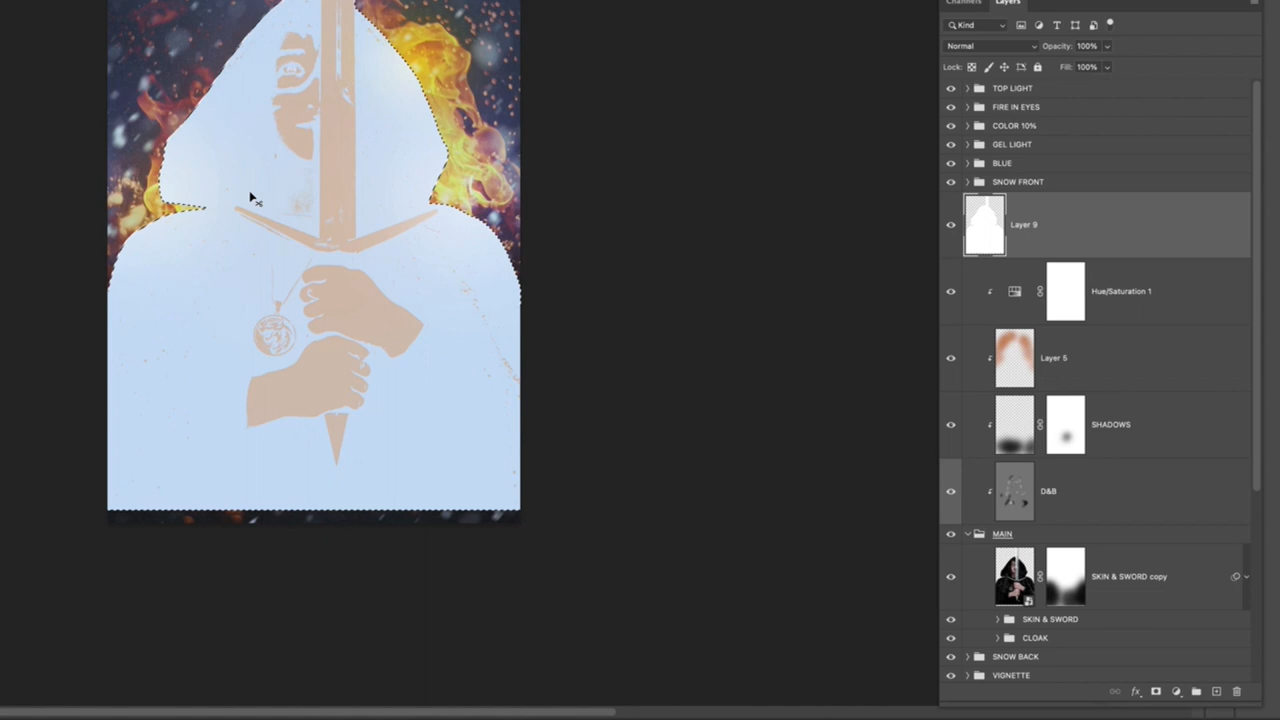 Channels Layers
Kind
Normal Opacity: 100%
Lock: Fill: 100%
TOP LIGHT
FIRE IN EYES
COLOR 10%
GEL LIGHT
BLUE
SNOW FRONT
Layer 9
Hue/Saturation 1
Layer 5
SHADOWS
D&B
MAIN
SKIN & SWORD copy
SKIN & SWORD
CLOAK
SNOW BACK
VIGNETTE
fx